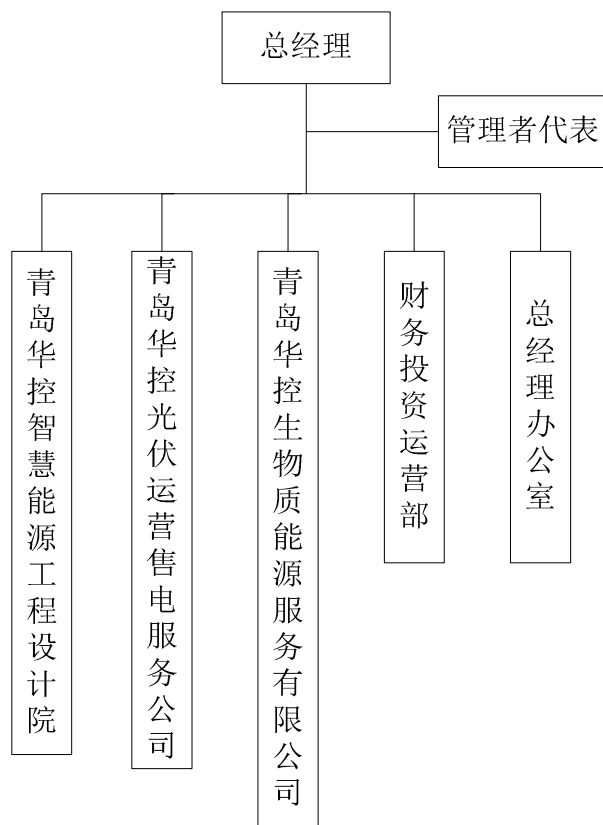 总经理
管理者代表
青岛华控智慧能源工程设计院
青岛华控光伏运营售电服务公司
青岛华控生物质能源服务有限公司
财务投资运营部
总经理办公室